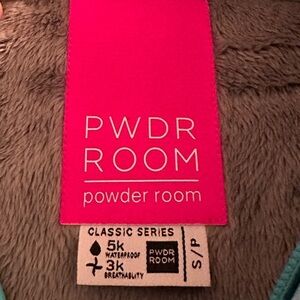 PWDR
ROOM
powder room
CLASSIC SERIES
5k
WATERPROOF
3k
BREATHABILITY
PWDR
ROOM
S/P